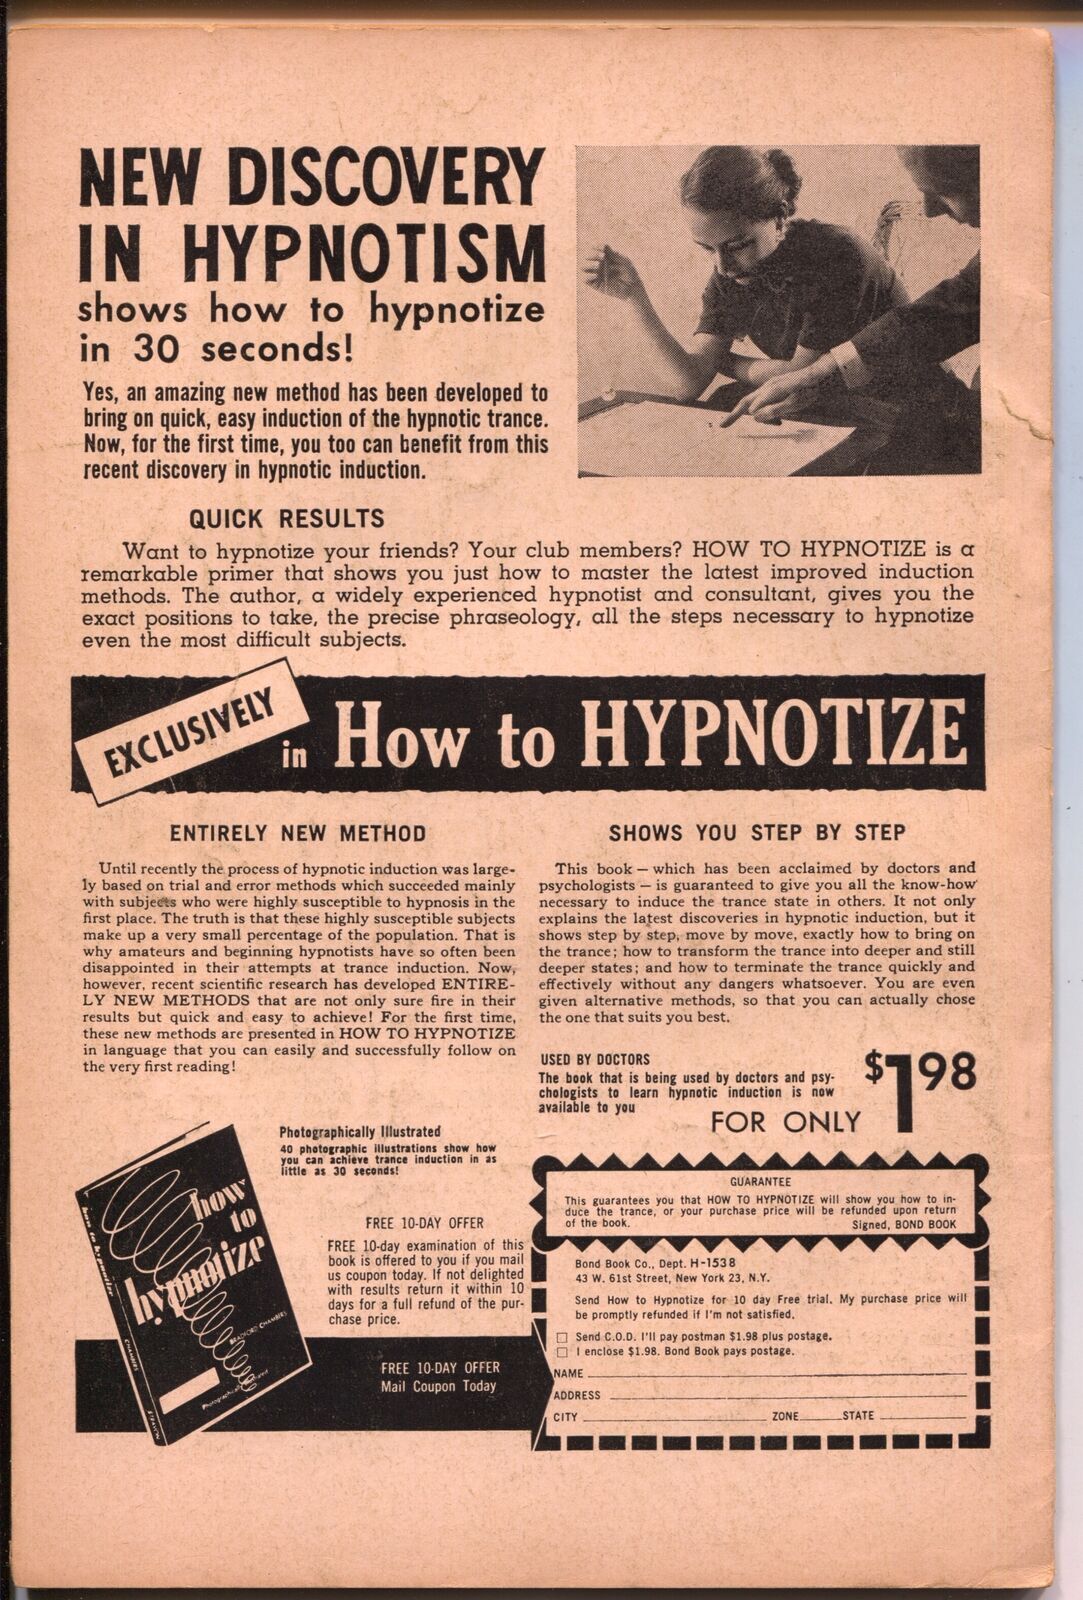 NEW DISCOVERY
IN HYPNOTISM
shows how to hypnotize
in 30 seconds!
Yes, an amazing new method has been developed to
bring on quick, easy induction of the hypnotic trance.
Now, for the first time, you too can benefit from this
recent discovery in hypnotic induction.
QUICK RESULTS
Want to hypnotize your friends? Your club members? HOW TO HYPNOTIZE is a
remarkable primer that shows you just how to master the latest improved induction
methods. The author, a widely experienced hypnotist and consultant, gives you the
exact positions to take, the precise phraseology, all the steps necessary to hypnotize
even the most difficult subjects.
EXCLUSIVELY
in How to HYPNOTIZE
ENTIRELY NEW METHOD
Until recently the process of hypnotic induction was large-
ly based on trial and error methods which succeeded mainly
with subjects who were highly susceptible to hypnosis in the
first place. The truth is that these highly susceptible subjects
make up a very small percentage of the population. That is
why amateurs and beginning hypnotists have so often been
disappointed in their attempts at trance induction. Now,
however, recent scientific research has developed ENTIRE-
LY NEW METHODS that are not only sure fire in their
results but quick and easy to achieve! For the first time,
these new methods are presented in HOW TO HYPNOTIZE
in language that you can easily and successfully follow on
the very first reading!
SHOWS YOU STEP BY STEP
This book — which has been acclaimed by doctors and
psychologists — is guaranteed to give you all the know-how
necessary to induce the trance state in others. It not only
explains the latest discoveries in hypnotic induction, but it
shows step by step, move by move, exactly how to bring on
the trance; how to transform the trance into deeper and still
deeper states; and how to terminate the trance quickly and
effectively without any dangers whatsoever. You are even
given alternative methods, so that you can actually chose
the one that suits you best.
USED BY DOCTORS
The book that is being used by doctors and psy-
chologists to learn hypnotic induction is now
available to you
FOR ONLY $1 98
Photographically Illustrated
40 photographic illustrations show how
you can achieve trance induction in as
little as 30 seconds!
how to hypnotize
CHAMBERS
STRAVON
how
to
hypnotize
BRADFORD CHAMBERS
Photographically Illustrated
FREE 10-DAY OFFER
FREE 10-day examination of this
book is offered to you if you mail
us coupon today. If not delighted
with results return it within 10
days for a full refund of the pur-
chase price.
FREE 10-DAY OFFER
Mail Coupon Today
GUARANTEE
This guarantees you that HOW TO HYPNOTIZE will show you how to in-
duce the trance, or your purchase price will be refunded upon return
of the book. Signed, BOND BOOK
Bond Book Co., Dept. H-1538
43 W. 61st Street, New York 23, N.Y.
Send How to Hypnotize for 10 day Free trial. My purchase price will
be promptly refunded if I'm not satisfied.
Send C.O.D. I'll pay postman $1.98 plus postage.
I enclose $1.98. Bond Book pays postage.
NAME
ADDRESS
CITY ZONE STATE